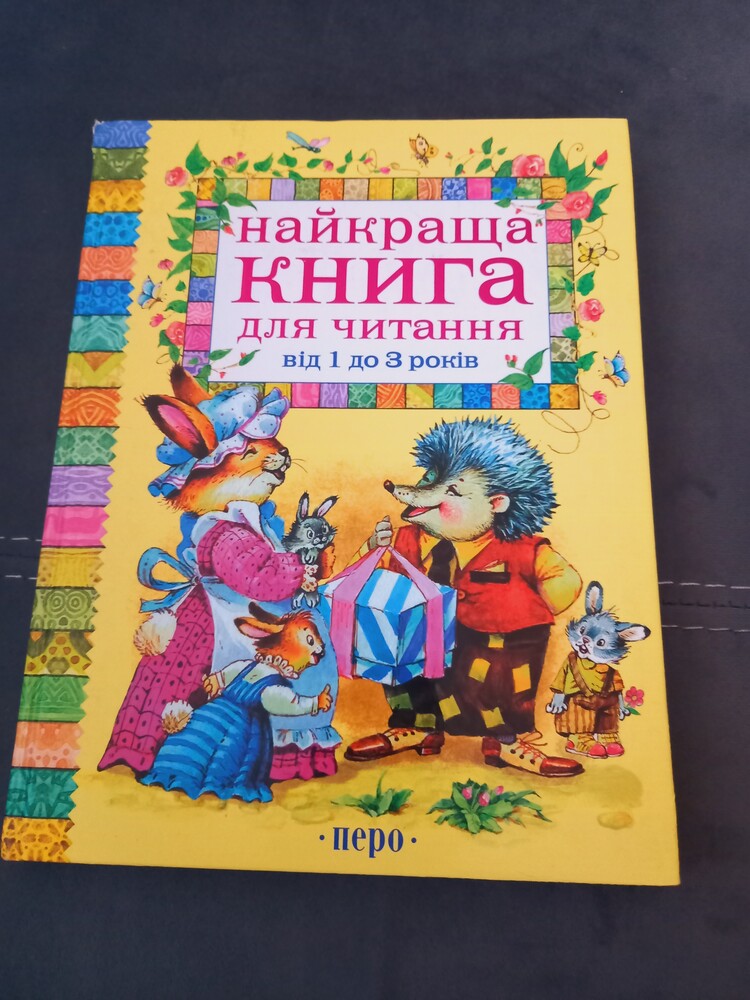 найкраща
книга
для читання
від 1 до 3 років
·перо·